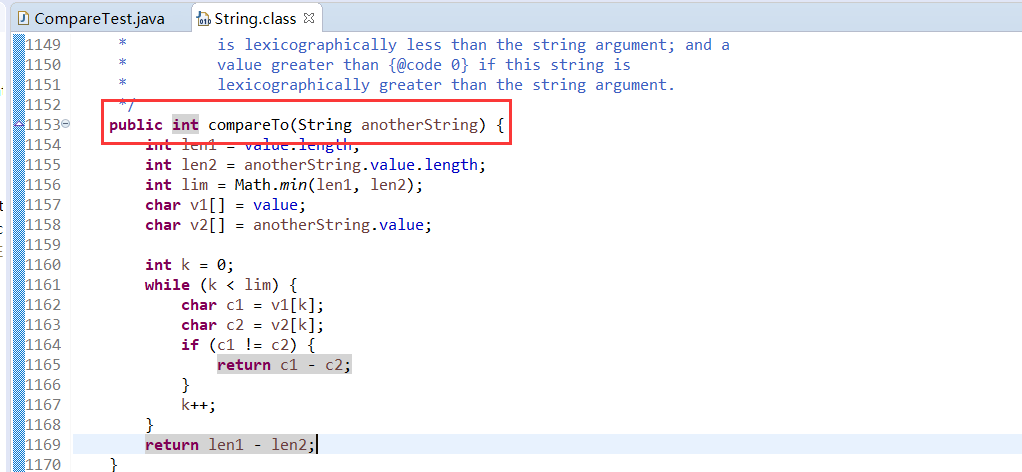 CompareTest.java String.class
1149 * is lexicographically less than the string argument; and a
1150 * value greater than {@code 0} if this string is
1151 * lexicographically greater than the string argument.
1152 */
1153 public int compareTo(String anotherString) {
1154 int len1 = value.length;
1155 int len2 = anotherString.value.length;
1156 int lim = Math.min(len1, len2);
1157 char v1[] = value;
1158 char v2[] = anotherString.value;
1159
1160 int k = 0;
1161 while (k < lim) {
1162 char c1 = v1[k];
1163 char c2 = v2[k];
1164 if (c1 != c2) {
1165 return c1 - c2;
1166 }
1167 k++;
1168 }
1169 return len1 - len2;
1170 }